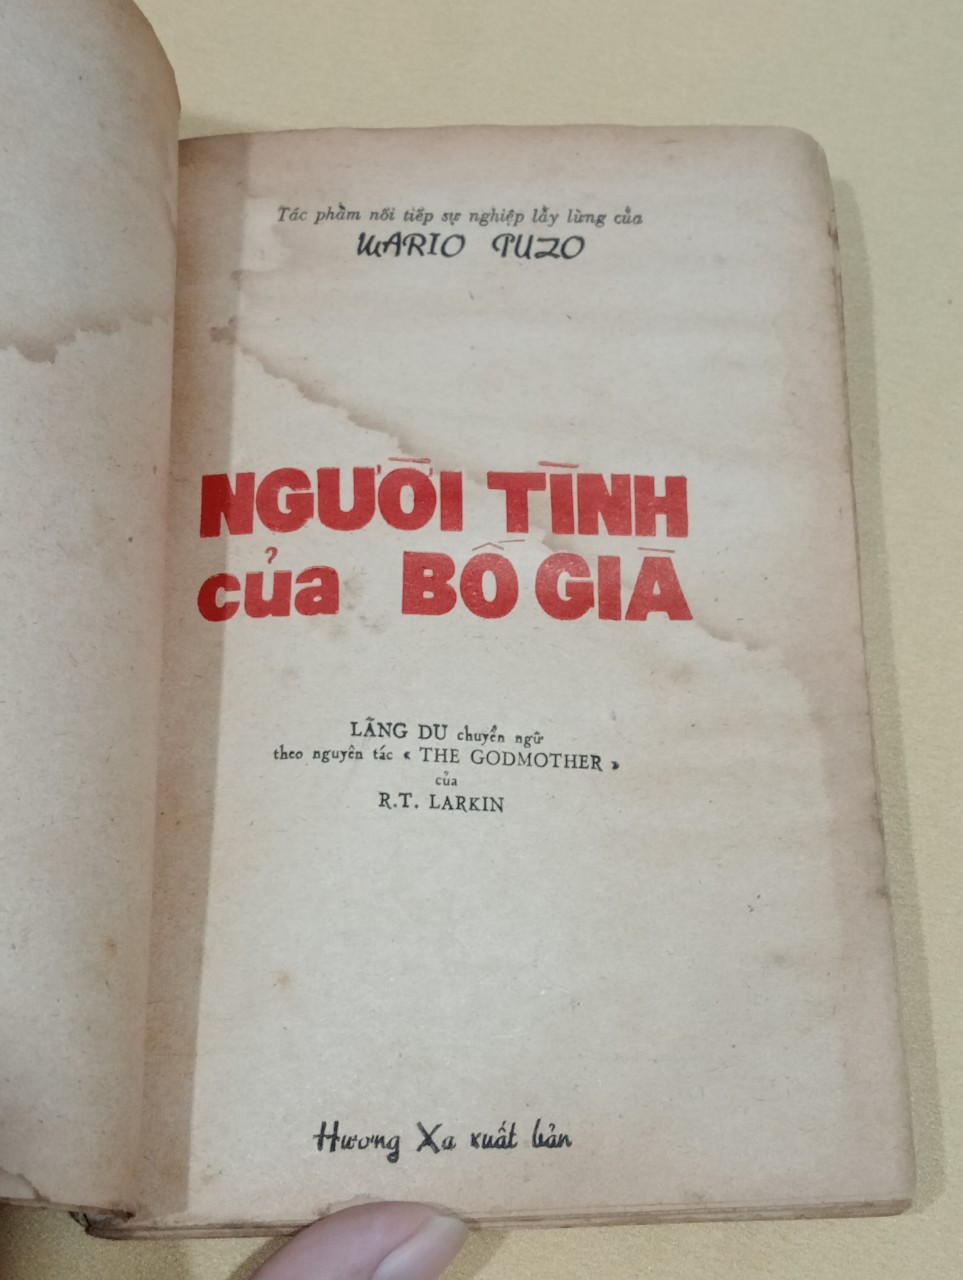 Tác phẩm nối tiếp sự nghiệp lẫy lừng của
MARIO PUZO
NGƯỜI TÌNH
của BỐ GIÀ
LÃNG DU chuyển ngữ
theo nguyên tác « THE GODMOTHER »
của
R.T. LARKIN
Hương Xa xuất bản